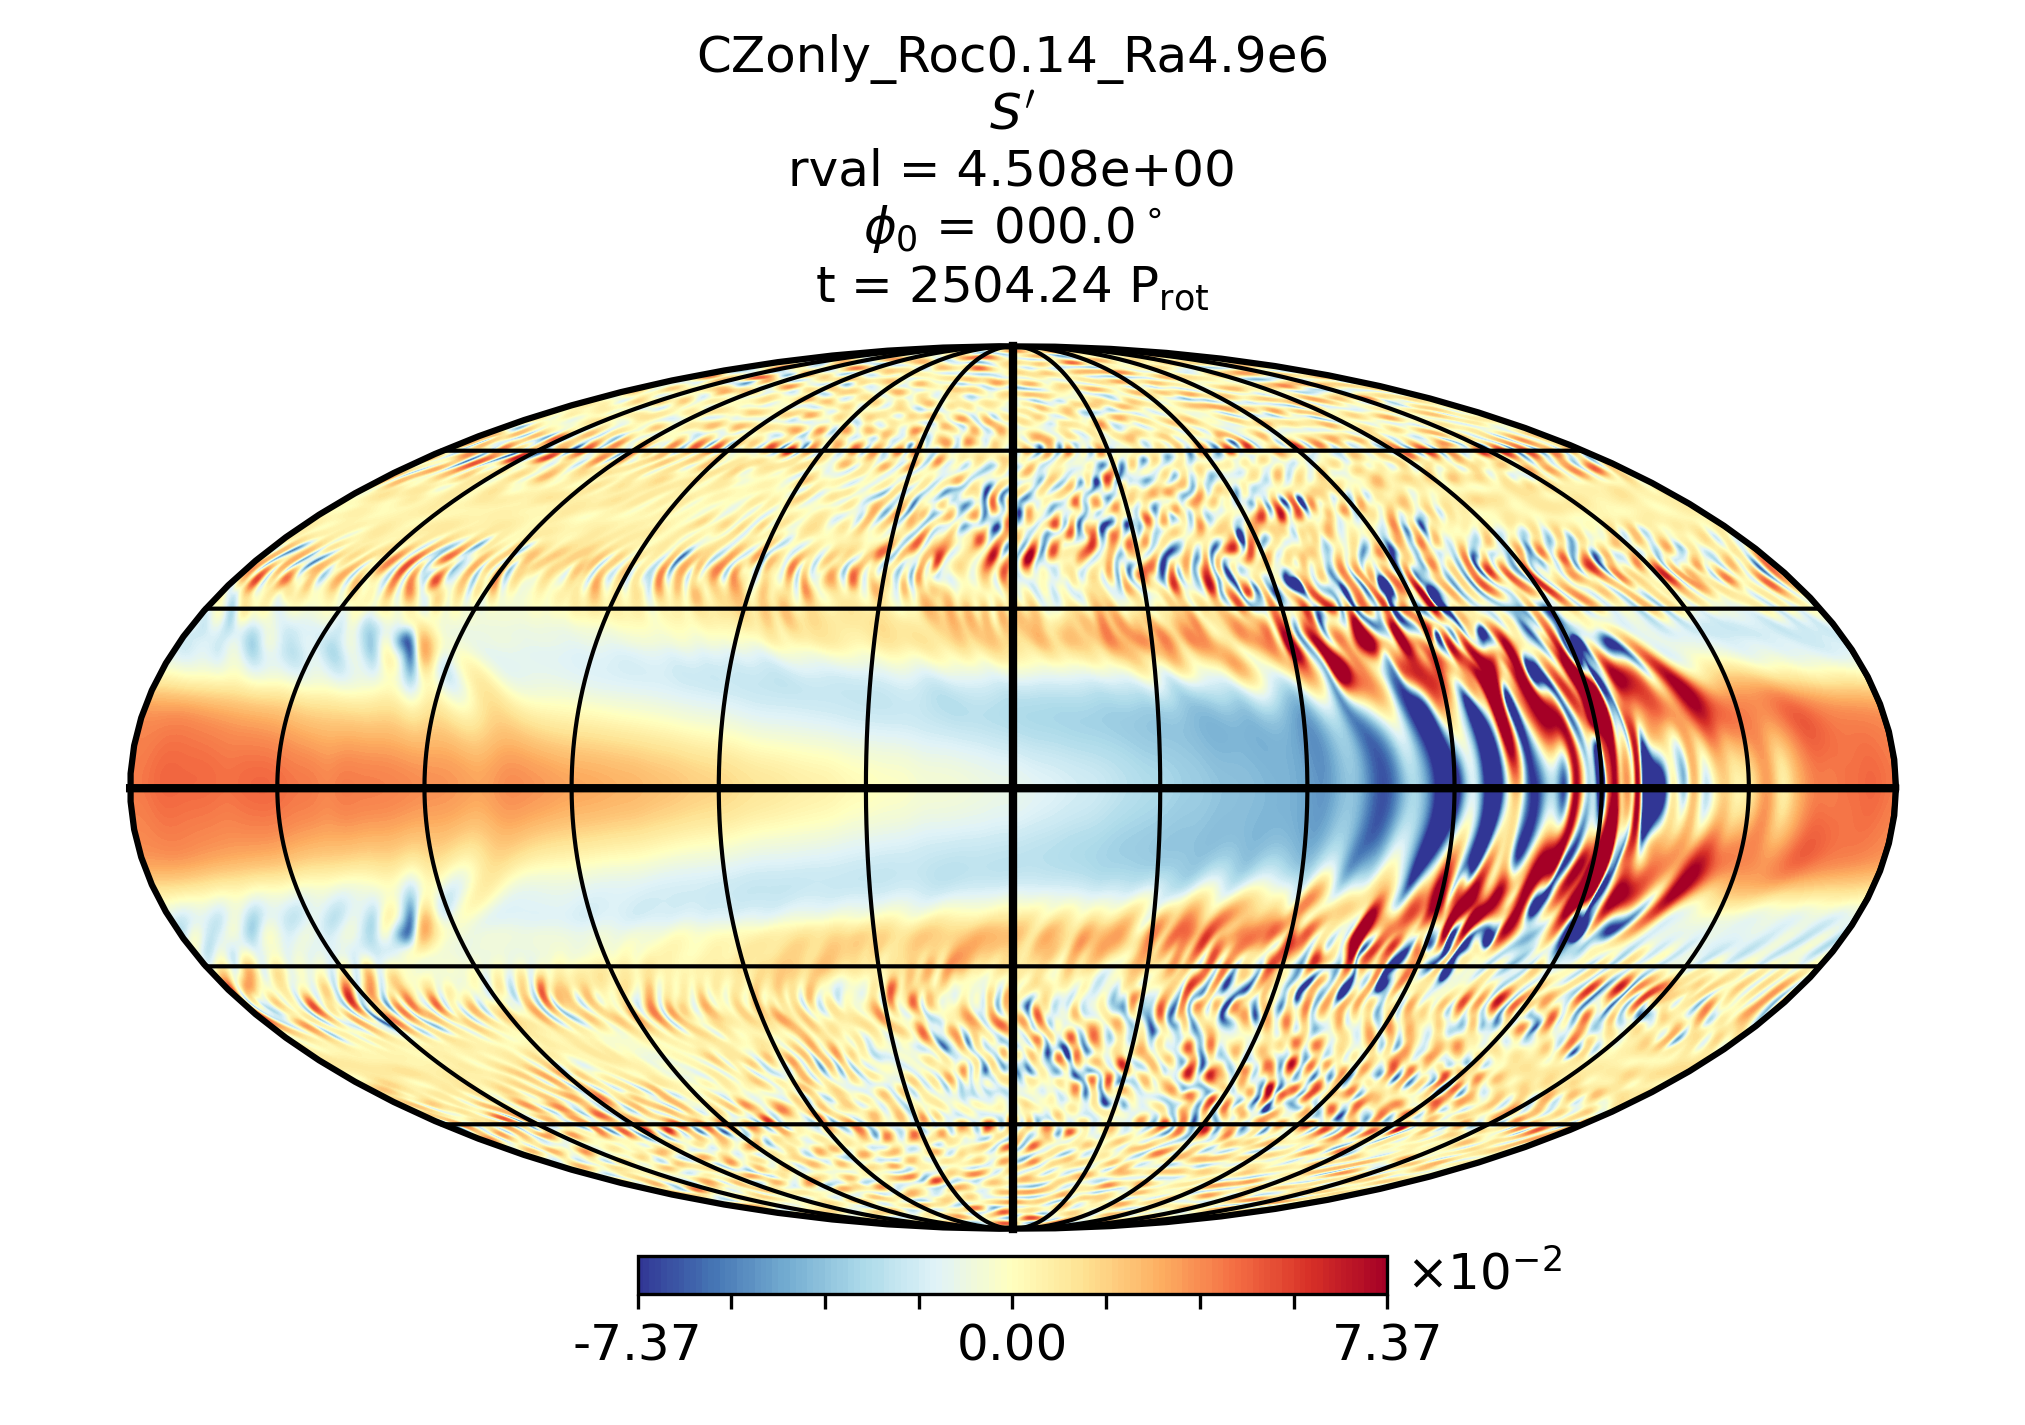 CZonly_Roc0.14_Ra4.9e6
S′
rval = 4.508e+00
ϕ₀ = 000.0°
t = 2504.24 P_rot
×10⁻²
-7.37 0.00 7.37